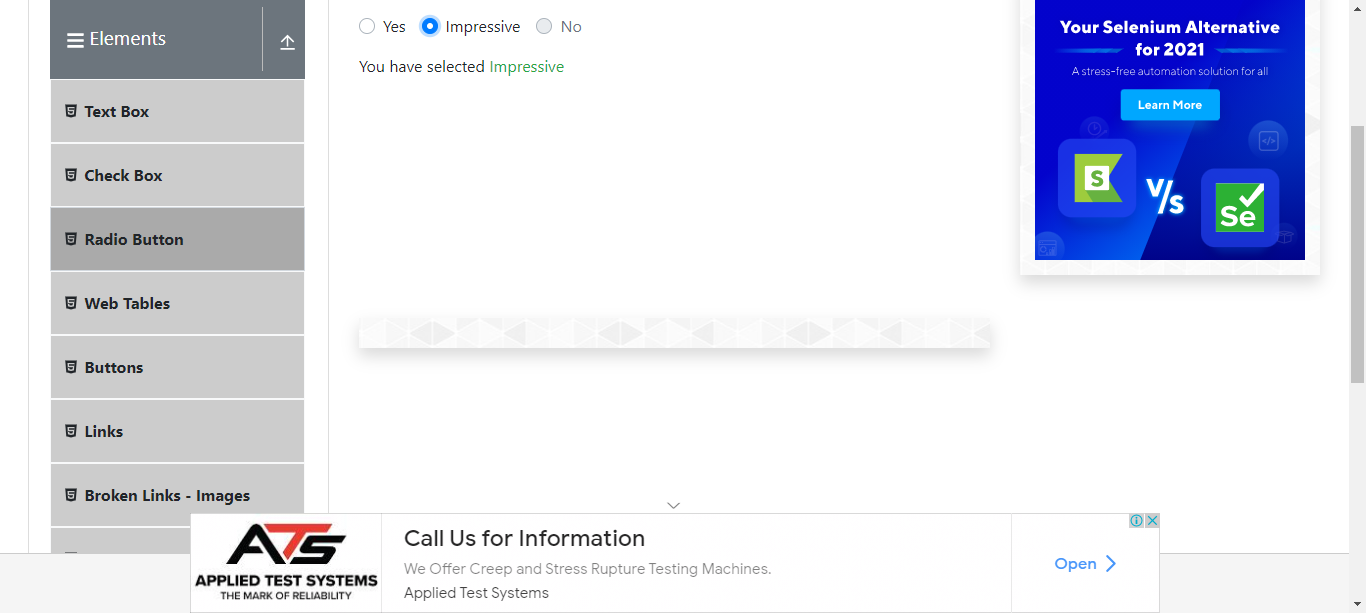 Elements
Text Box
Check Box
Radio Button
Web Tables
Buttons
Links
Broken Links - Images
Yes Impressive No
You have selected Impressive
Your Selenium Alternative
for 2021
A stress-free automation solution for all
Learn More
S
V/s
Se
ATS
APPLIED TEST SYSTEMS
THE MARK OF RELIABILITY
Call Us for Information
We Offer Creep and Stress Rupture Testing Machines.
Applied Test Systems
Open